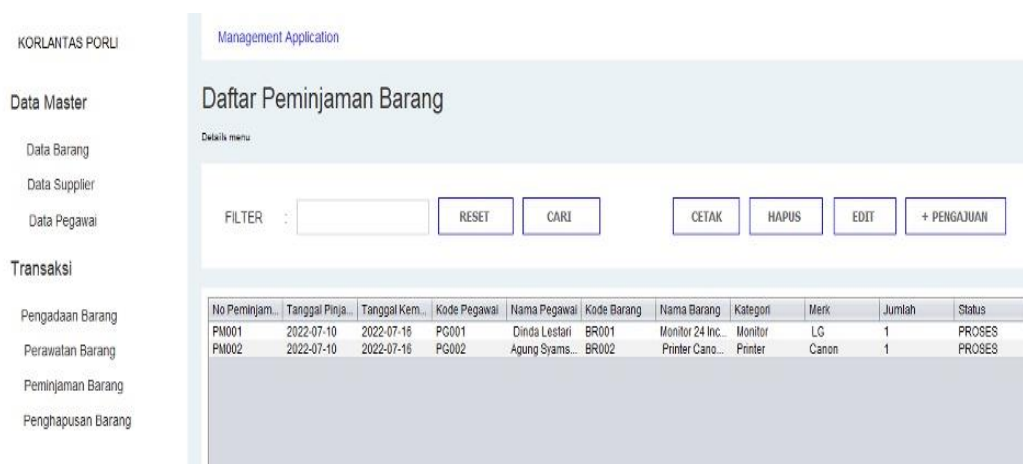 KORLANTAS PORLI
Data Master
Data Barang
Data Supplier
Data Pegawai
Transaksi
Pengadaan Barang
Perawatan Barang
Peminjaman Barang
Penghapusan Barang
Management Application
Daftar Peminjaman Barang
Details menu
FILTER : RESET CARI CETAK HAPUS EDIT + PENGAJUAN
No Peminjam... Tanggal Pinja... Tanggal Kem... Kode Pegawai Nama Pegawai Kode Barang Nama Barang Kategori Merk Jumlah Status
PM001 2022-07-10 2022-07-16 PG001 Dinda Lestari BR001 Monitor 24 Inc... Monitor LG 1 PROSES
PM002 2022-07-10 2022-07-16 PG002 Agung Syams... BR002 Printer Cano... Printer Canon 1 PROSES